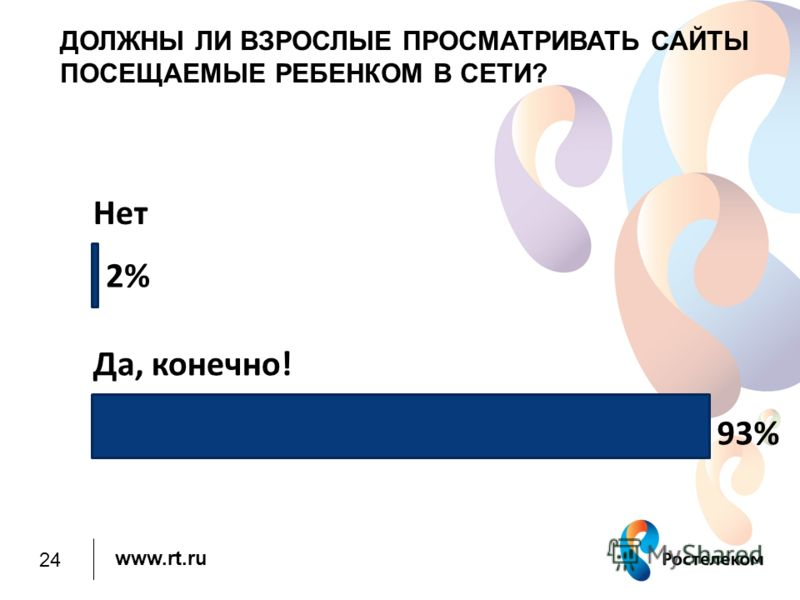 ДОЛЖНЫ ЛИ ВЗРОСЛЫЕ ПРОСМАТРИВАТЬ САЙТЫ
ПОСЕЩАЕМЫЕ РЕБЕНКОМ В СЕТИ?
Нет
2%
Да, конечно!
93%
24
www.rt.ru
MyShared
Ростелеком